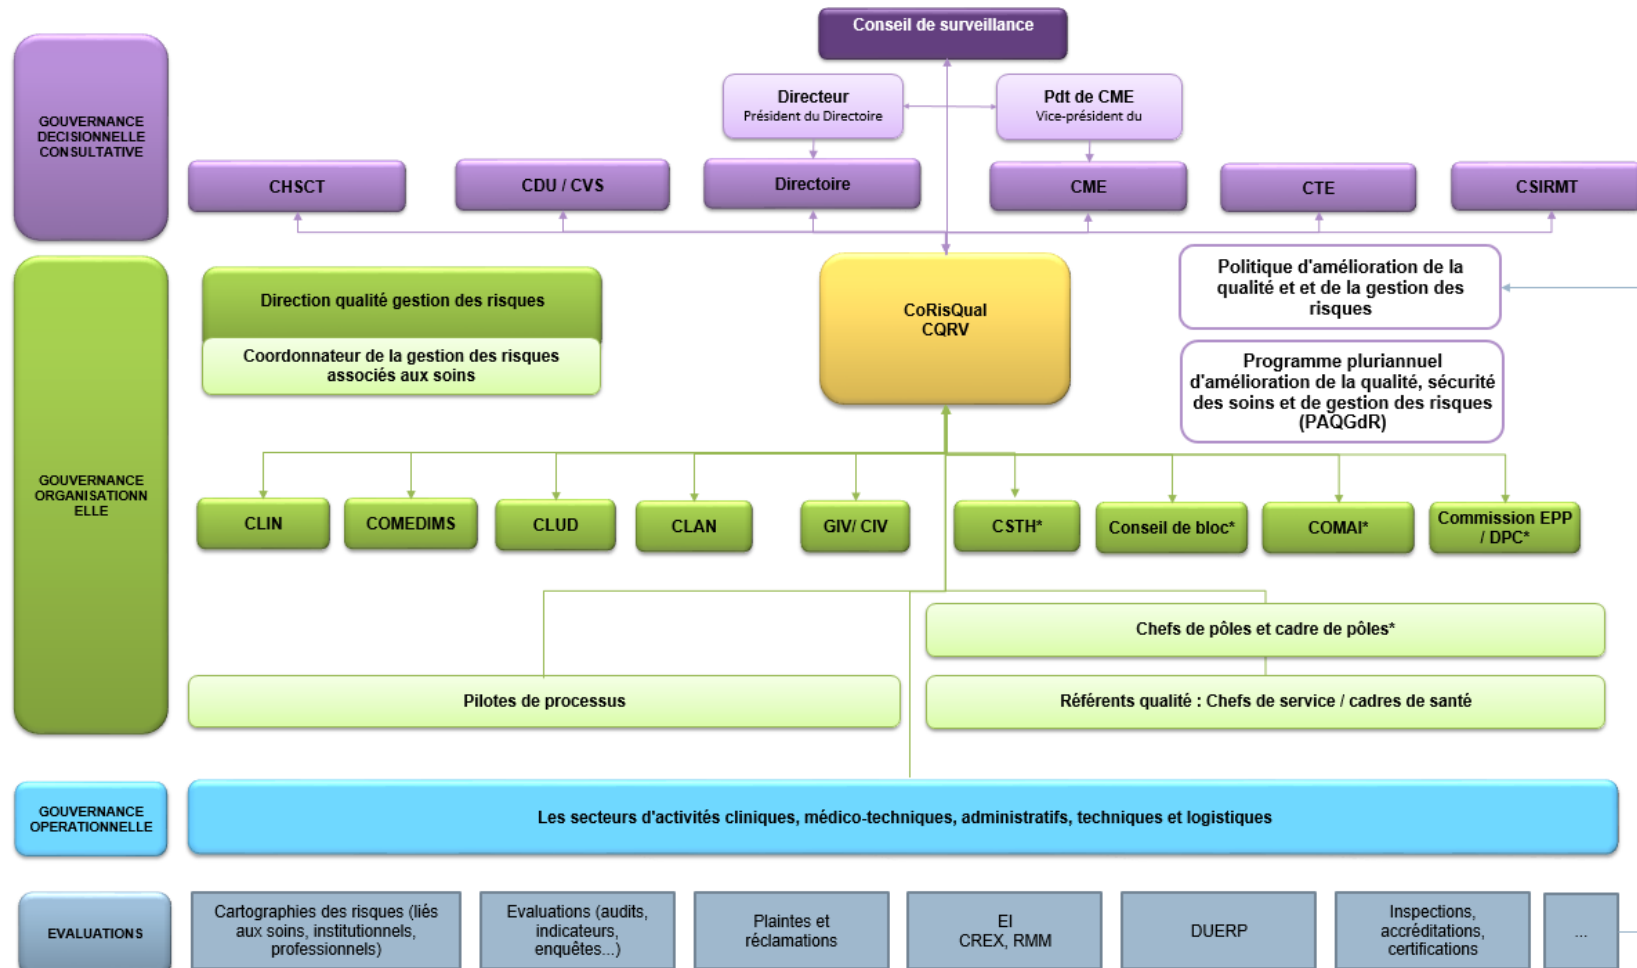 Conseil de surveillance
GOUVERNANCE
DECISIONNELLE
CONSULTATIVE
Directeur
Président du Directoire
Pdt de CME
Vice-président du
CHSCT
CDU / CVS
Directoire
CME
CTE
CSIRMT
GOUVERNANCE
ORGANISATIONN
ELLE
Direction qualité gestion des risques
Coordonnateur de la gestion des risques
associés aux soins
CoRisQual
CQRV
Politique d'amélioration de la
qualité et et de la gestion des
risques
Programme pluriannuel
d'amélioration de la qualité, sécurité
des soins et de gestion des risques
(PAQGdR)
CLIN
COMEDIMS
CLUD
CLAN
GIV/ CIV
CSTH*
Conseil de bloc*
COMAI*
Commission EPP
/ DPC*
Chefs de pôles et cadre de pôles*
Pilotes de processus
Référents qualité : Chefs de service / cadres de santé
GOUVERNANCE
OPERATIONNELLE
Les secteurs d'activités cliniques, médico-techniques, administratifs, techniques et logistiques
EVALUATIONS
Cartographies des risques (liés
aux soins, institutionnels,
professionnels)
Evaluations (audits,
indicateurs,
enquêtes...)
Plaintes et
réclamations
EI
CREX, RMM
DUERP
Inspections,
accréditations,
certifications
...